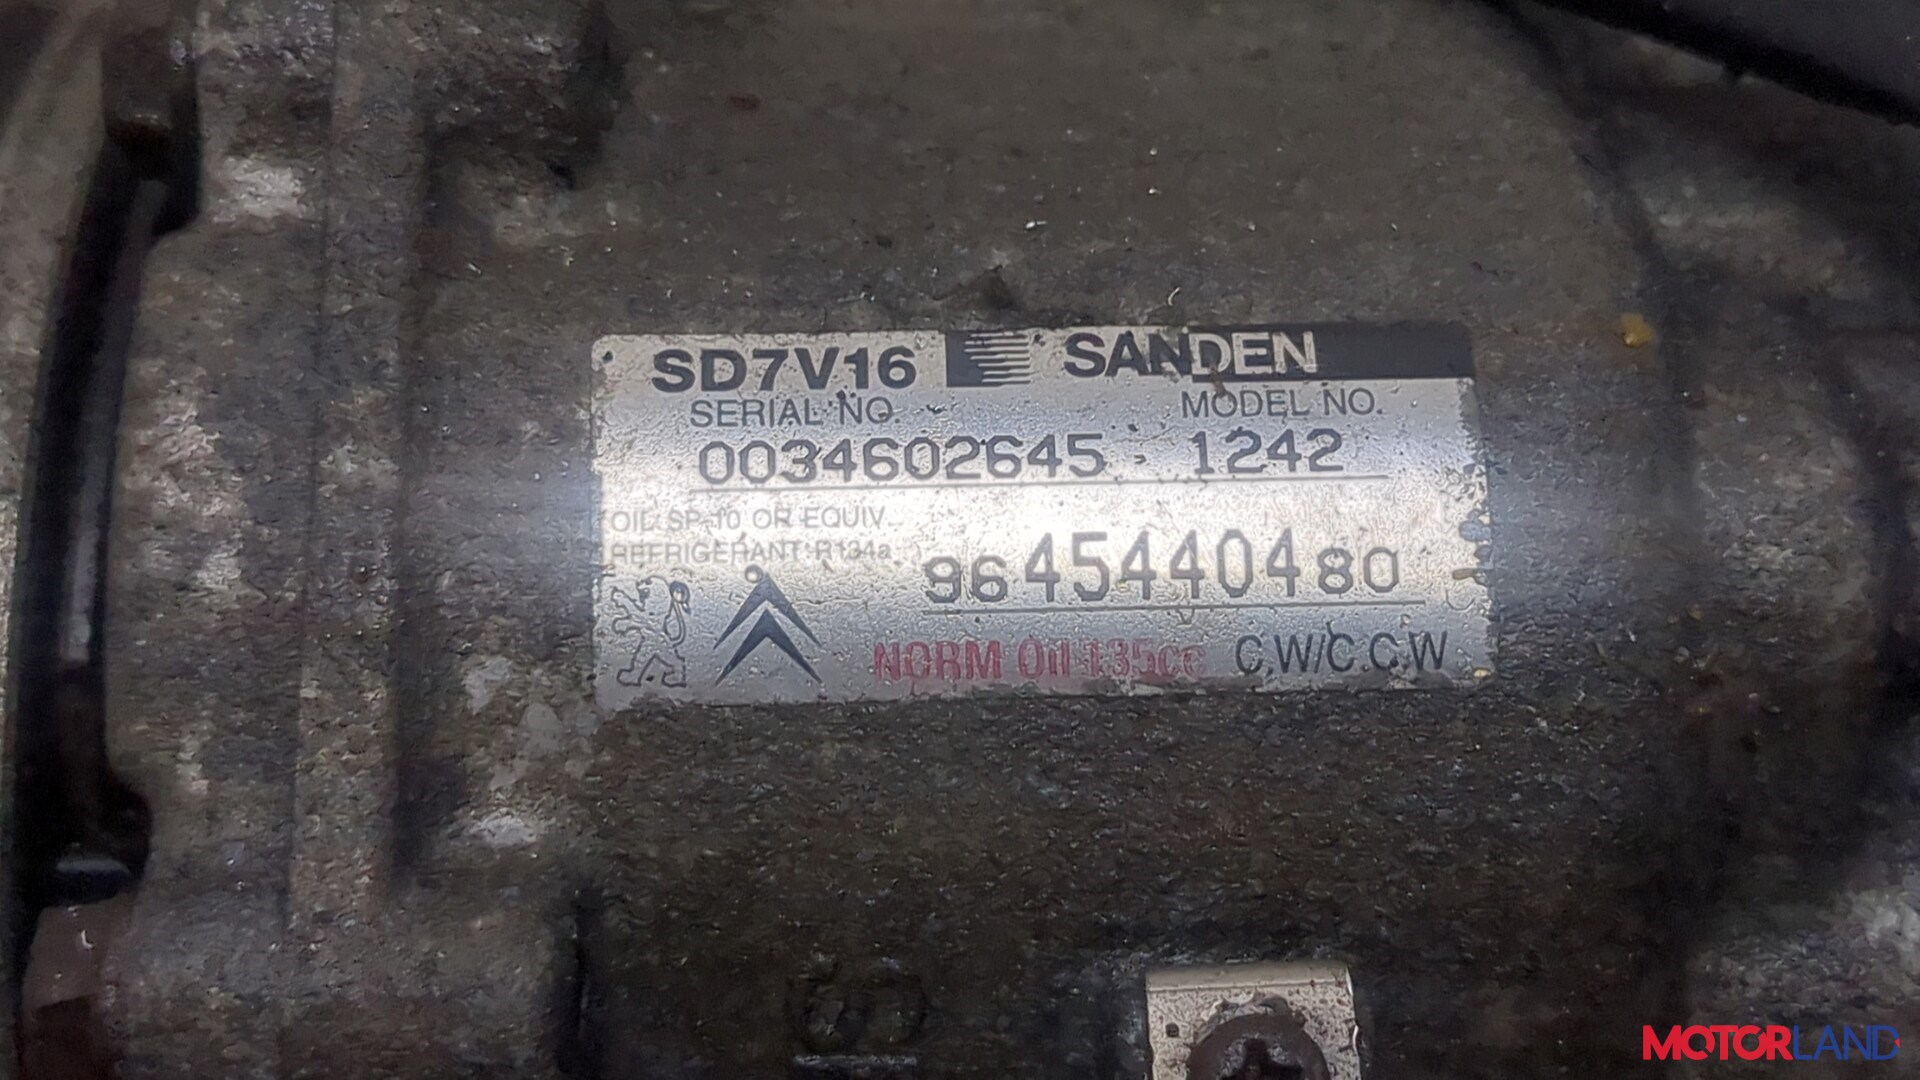 SD7V16 SANDEN
SERIAL NO. MODEL NO.
0034602645 1242
OIL SP-10 OR EQUIV.
REFRIGERANT R134a
9645440480
NORM Oil 135cc C.W/C.C.W
MOTORLAND